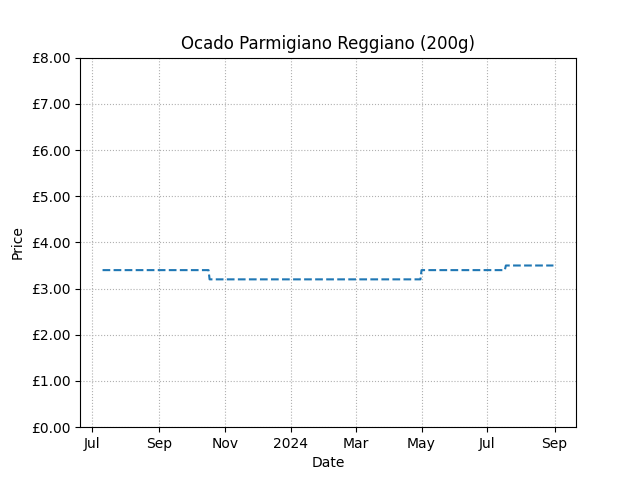 Ocado Parmigiano Reggiano (200g)
£8.00
£7.00
£6.00
£5.00
£4.00
£3.00
£2.00
£1.00
£0.00
Price
Jul Sep Nov 2024 Mar May Jul Sep
Date